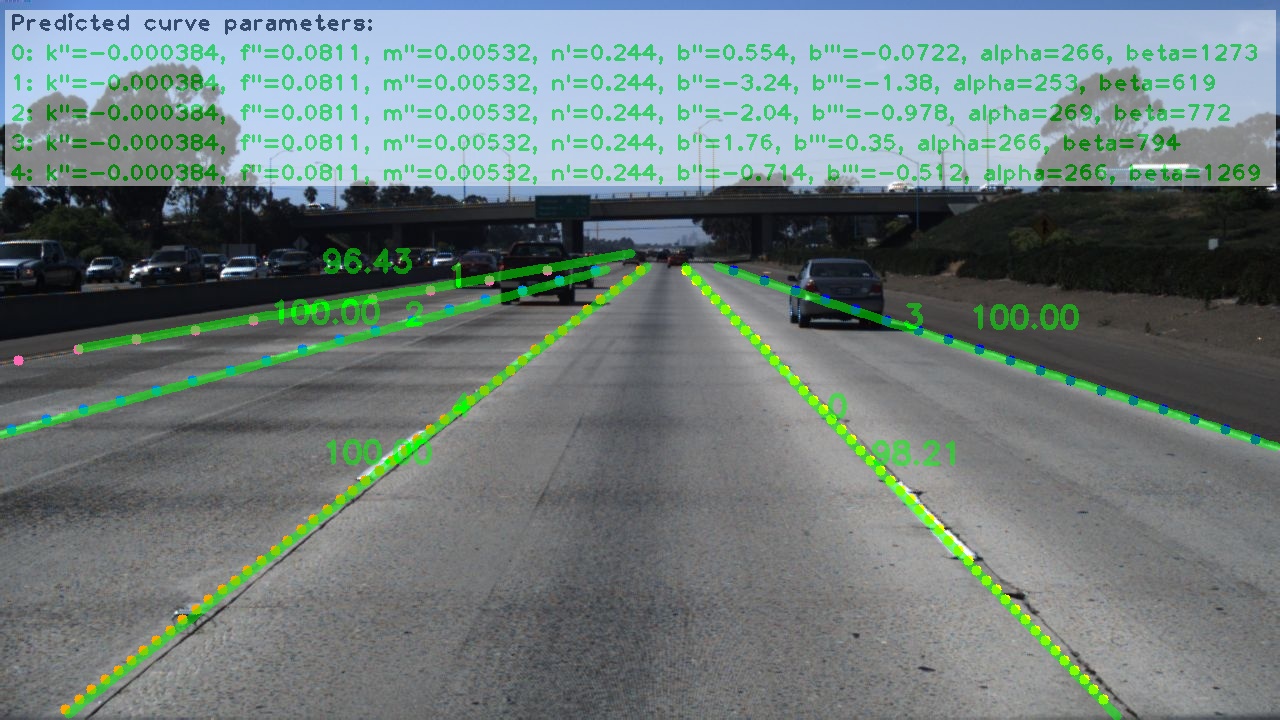 Predicted curve parameters:
0: k''=-0.000384, f''=0.0811, m''=0.00532, n'=0.244, b''=0.554, b'''=-0.0722, alpha=266, beta=1273
1: k''=-0.000384, f''=0.0811, m''=0.00532, n'=0.244, b''=-3.24, b'''=-1.38, alpha=253, beta=619
2: k''=-0.000384, f''=0.0811, m''=0.00532, n'=0.244, b''=-2.04, b'''=-0.978, alpha=269, beta=772
3: k''=-0.000384, f''=0.0811, m''=0.00532, n'=0.244, b''=1.76, b'''=0.35, alpha=266, beta=794
4: k''=-0.000384, f''=0.0811, m''=0.00532, n'=0.244, b''=-0.714, b'''=-0.512, alpha=266, beta=1269
96.43 1
100.00 2
3 100.00
4
0
100.00
98.21